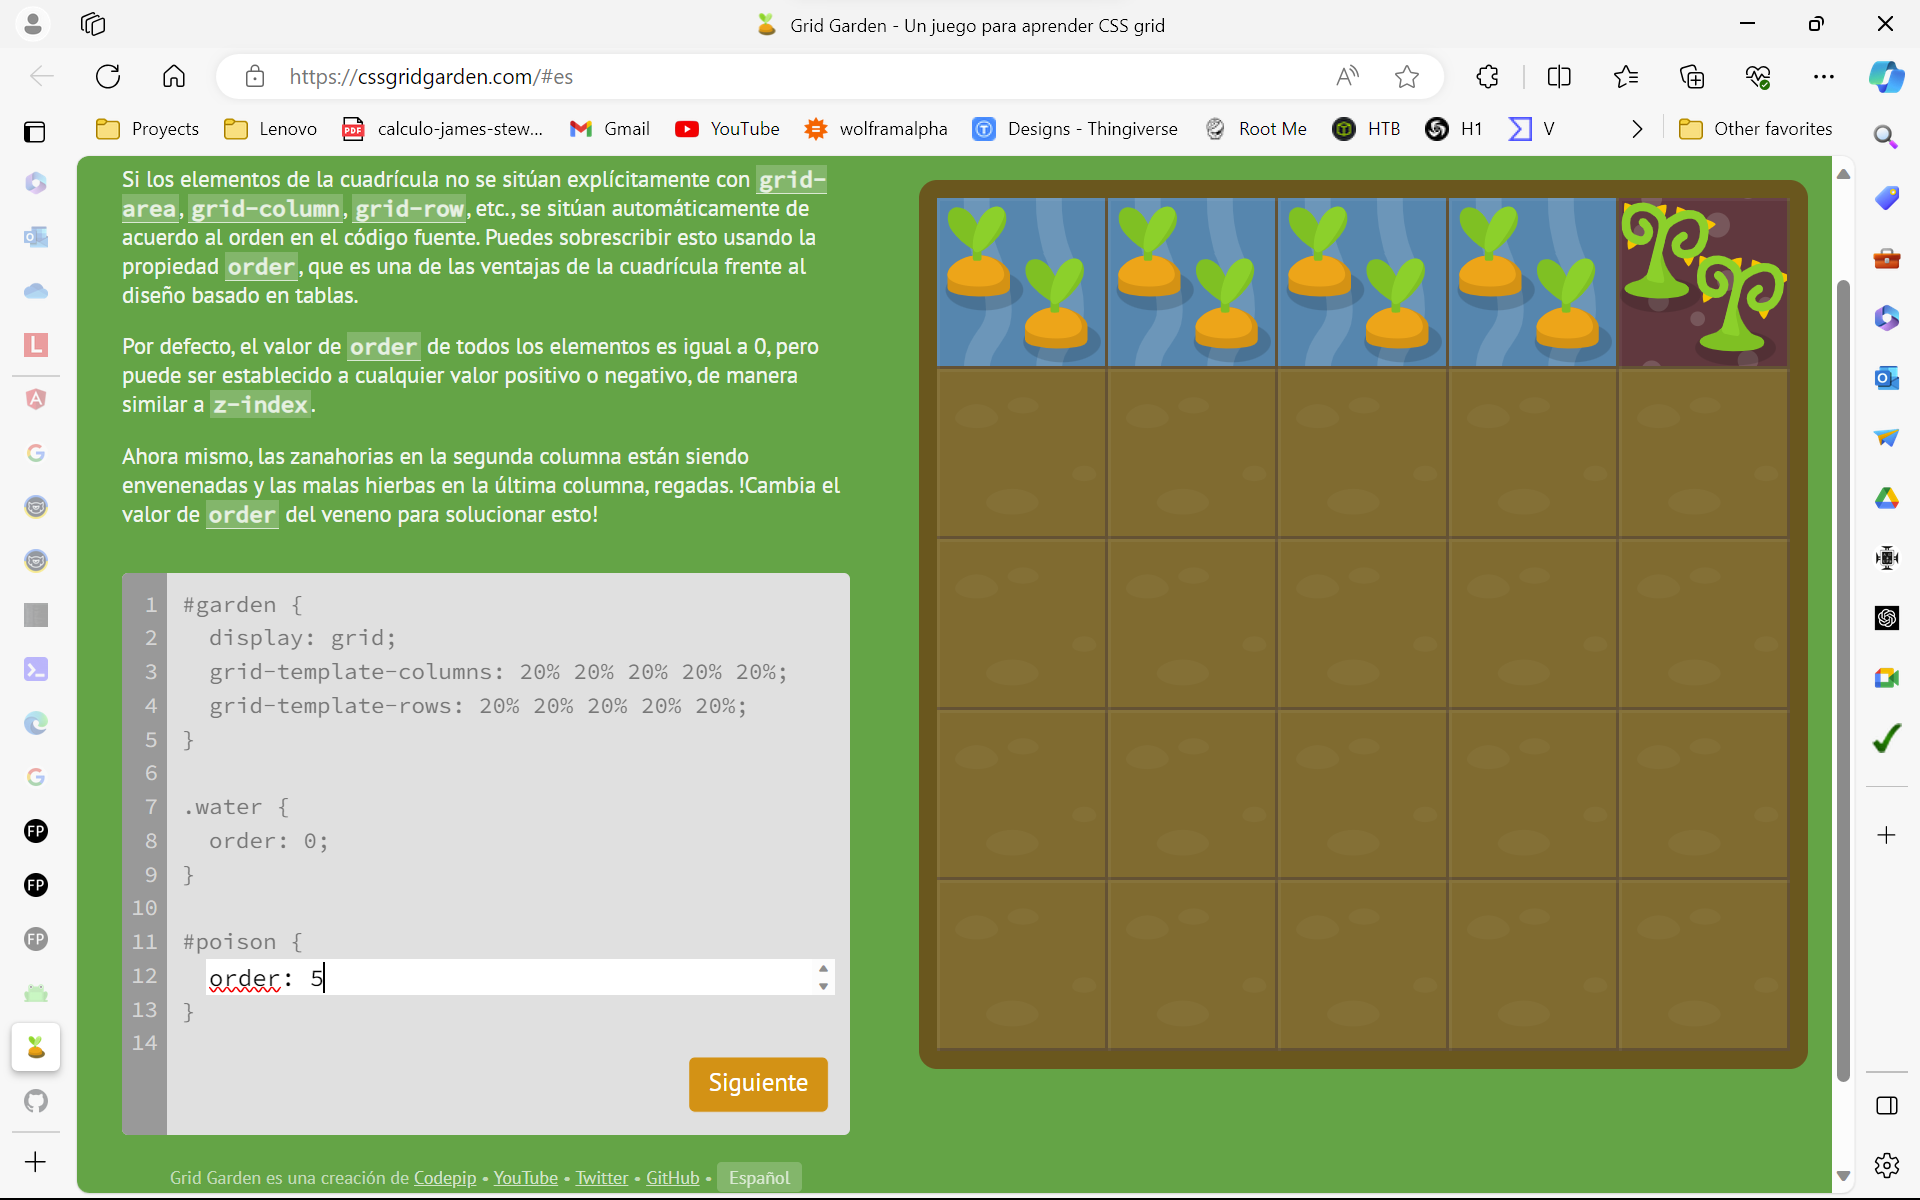 Grid Garden - Un juego para aprender CSS grid
https://cssgridgarden.com/#es
Proyects
Lenovo
PDF
calculo-james-stew...
Gmail
YouTube
wolframalpha
Designs - Thingiverse
Root Me
HTB
H1
V
Other favorites
Si los elementos de la cuadrícula no se sitúan explícitamente con grid-
area, grid-column, grid-row, etc., se sitúan automáticamente de
acuerdo al orden en el código fuente. Puedes sobrescribir esto usando la
propiedad order, que es una de las ventajas de la cuadrícula frente al
diseño basado en tablas.
Por defecto, el valor de order de todos los elementos es igual a 0, pero
puede ser establecido a cualquier valor positivo o negativo, de manera
similar a z-index.
Ahora mismo, las zanahorias en la segunda columna están siendo
envenenadas y las malas hierbas en la última columna, regadas. !Cambia el
valor de order del veneno para solucionar esto!
1 #garden {
2 display: grid;
3 grid-template-columns: 20% 20% 20% 20% 20%;
4 grid-template-rows: 20% 20% 20% 20% 20%;
5 }
6
7 .water {
8 order: 0;
9 }
10
11 #poison {
12 order: 5
13 }
14
Siguiente
Grid Garden es una creación de Codepip • YouTube • Twitter • GitHub • Español
L
FP
FP
FP